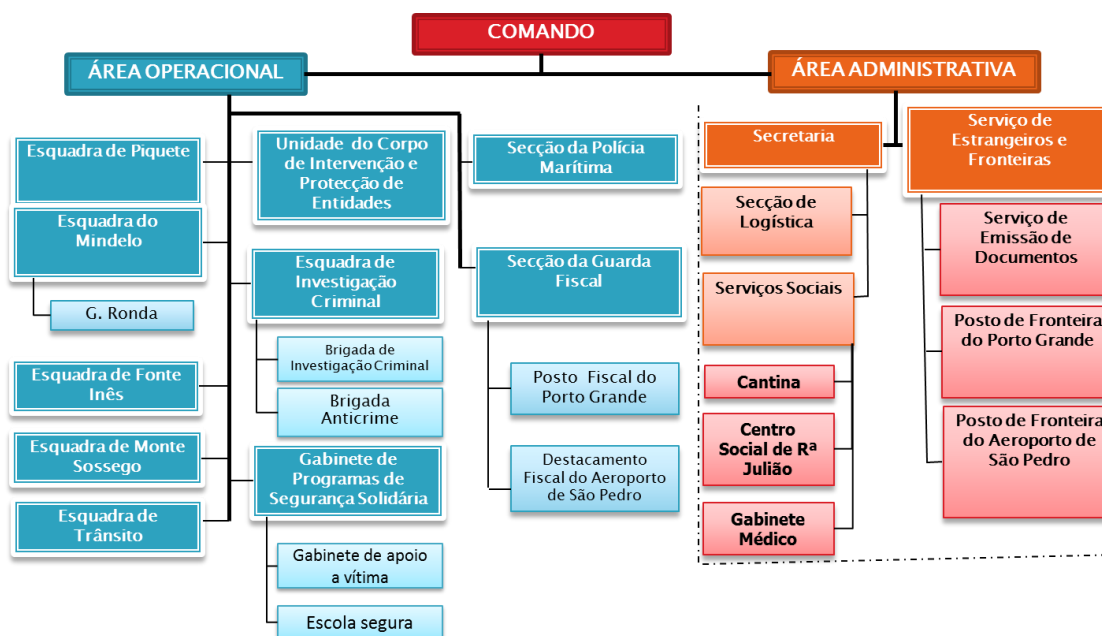 COMANDO
ÁREA OPERACIONAL
ÁREA ADMINISTRATIVA
Esquadra de Piquete
Esquadra do
Mindelo
G. Ronda
Esquadra de Fonte
Inês
Esquadra de Monte
Sossego
Esquadra de
Trânsito
Unidade do Corpo
de Intervenção e
Protecção de
Entidades
Esquadra de
Investigação
Criminal
Brigada de
Investigação Criminal
Brigada
Anticrime
Gabinete de
Programas de
Segurança Solidária
Gabinete de apoio
a vítima
Escola segura
Secção da Polícia
Marítima
Secção da Guarda
Fiscal
Posto Fiscal do
Porto Grande
Destacamento
Fiscal do Aeroporto
de São Pedro
Secretaria
Secção de
Logística
Serviços Sociais
Cantina
Centro
Social de Rª
Julião
Gabinete
Médico
Serviço de
Estrangeiros e
Fronteiras
Serviço de
Emissão de
Documentos
Posto de Fronteira
do Porto Grande
Posto de Fronteira
do Aeroporto de
São Pedro